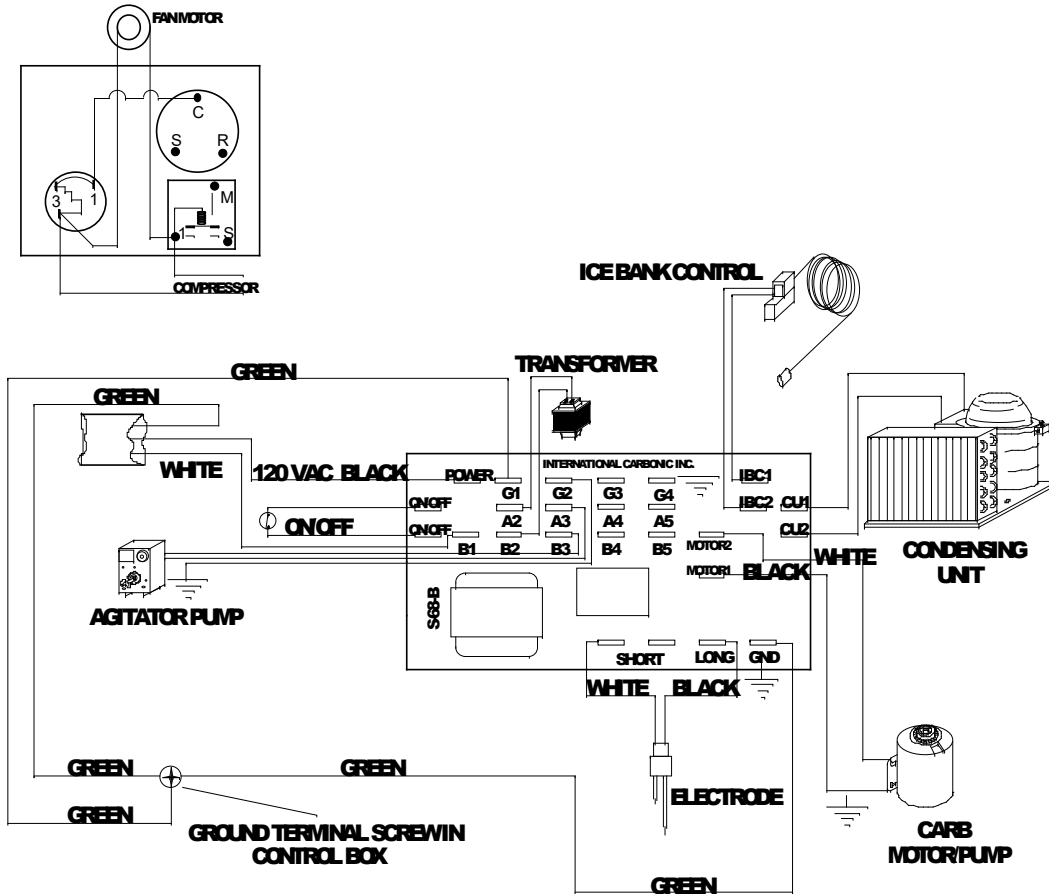 FAN MOTOR
C
S
R
3
1
M
1
S
COMPRESSOR
ICE BANK CONTROL
TRANSFORMER
GREEN
GREEN
WHITE
120 VAC BLACK
POWER
INTERNATIONAL CARBONIC INC.
IBC1
G1
G2
G3
G4
ON/OFF
IBC2
CU1
A2
A3
A4
A5
ON/OFF
ON/OFF
CU2
B1
B2
B3
B4
B5
MOTOR2
WHITE
MOTOR1
BLACK
CONDENSING
UNIT
AGITATOR PUMP
S-68-B
SHORT
LONG
GND
WHITE
BLACK
GREEN
GREEN
GREEN
ELECTRODE
GROUND TERMINAL SCREW IN
CONTROL BOX
CARB
MOTOR/PUMP
GREEN